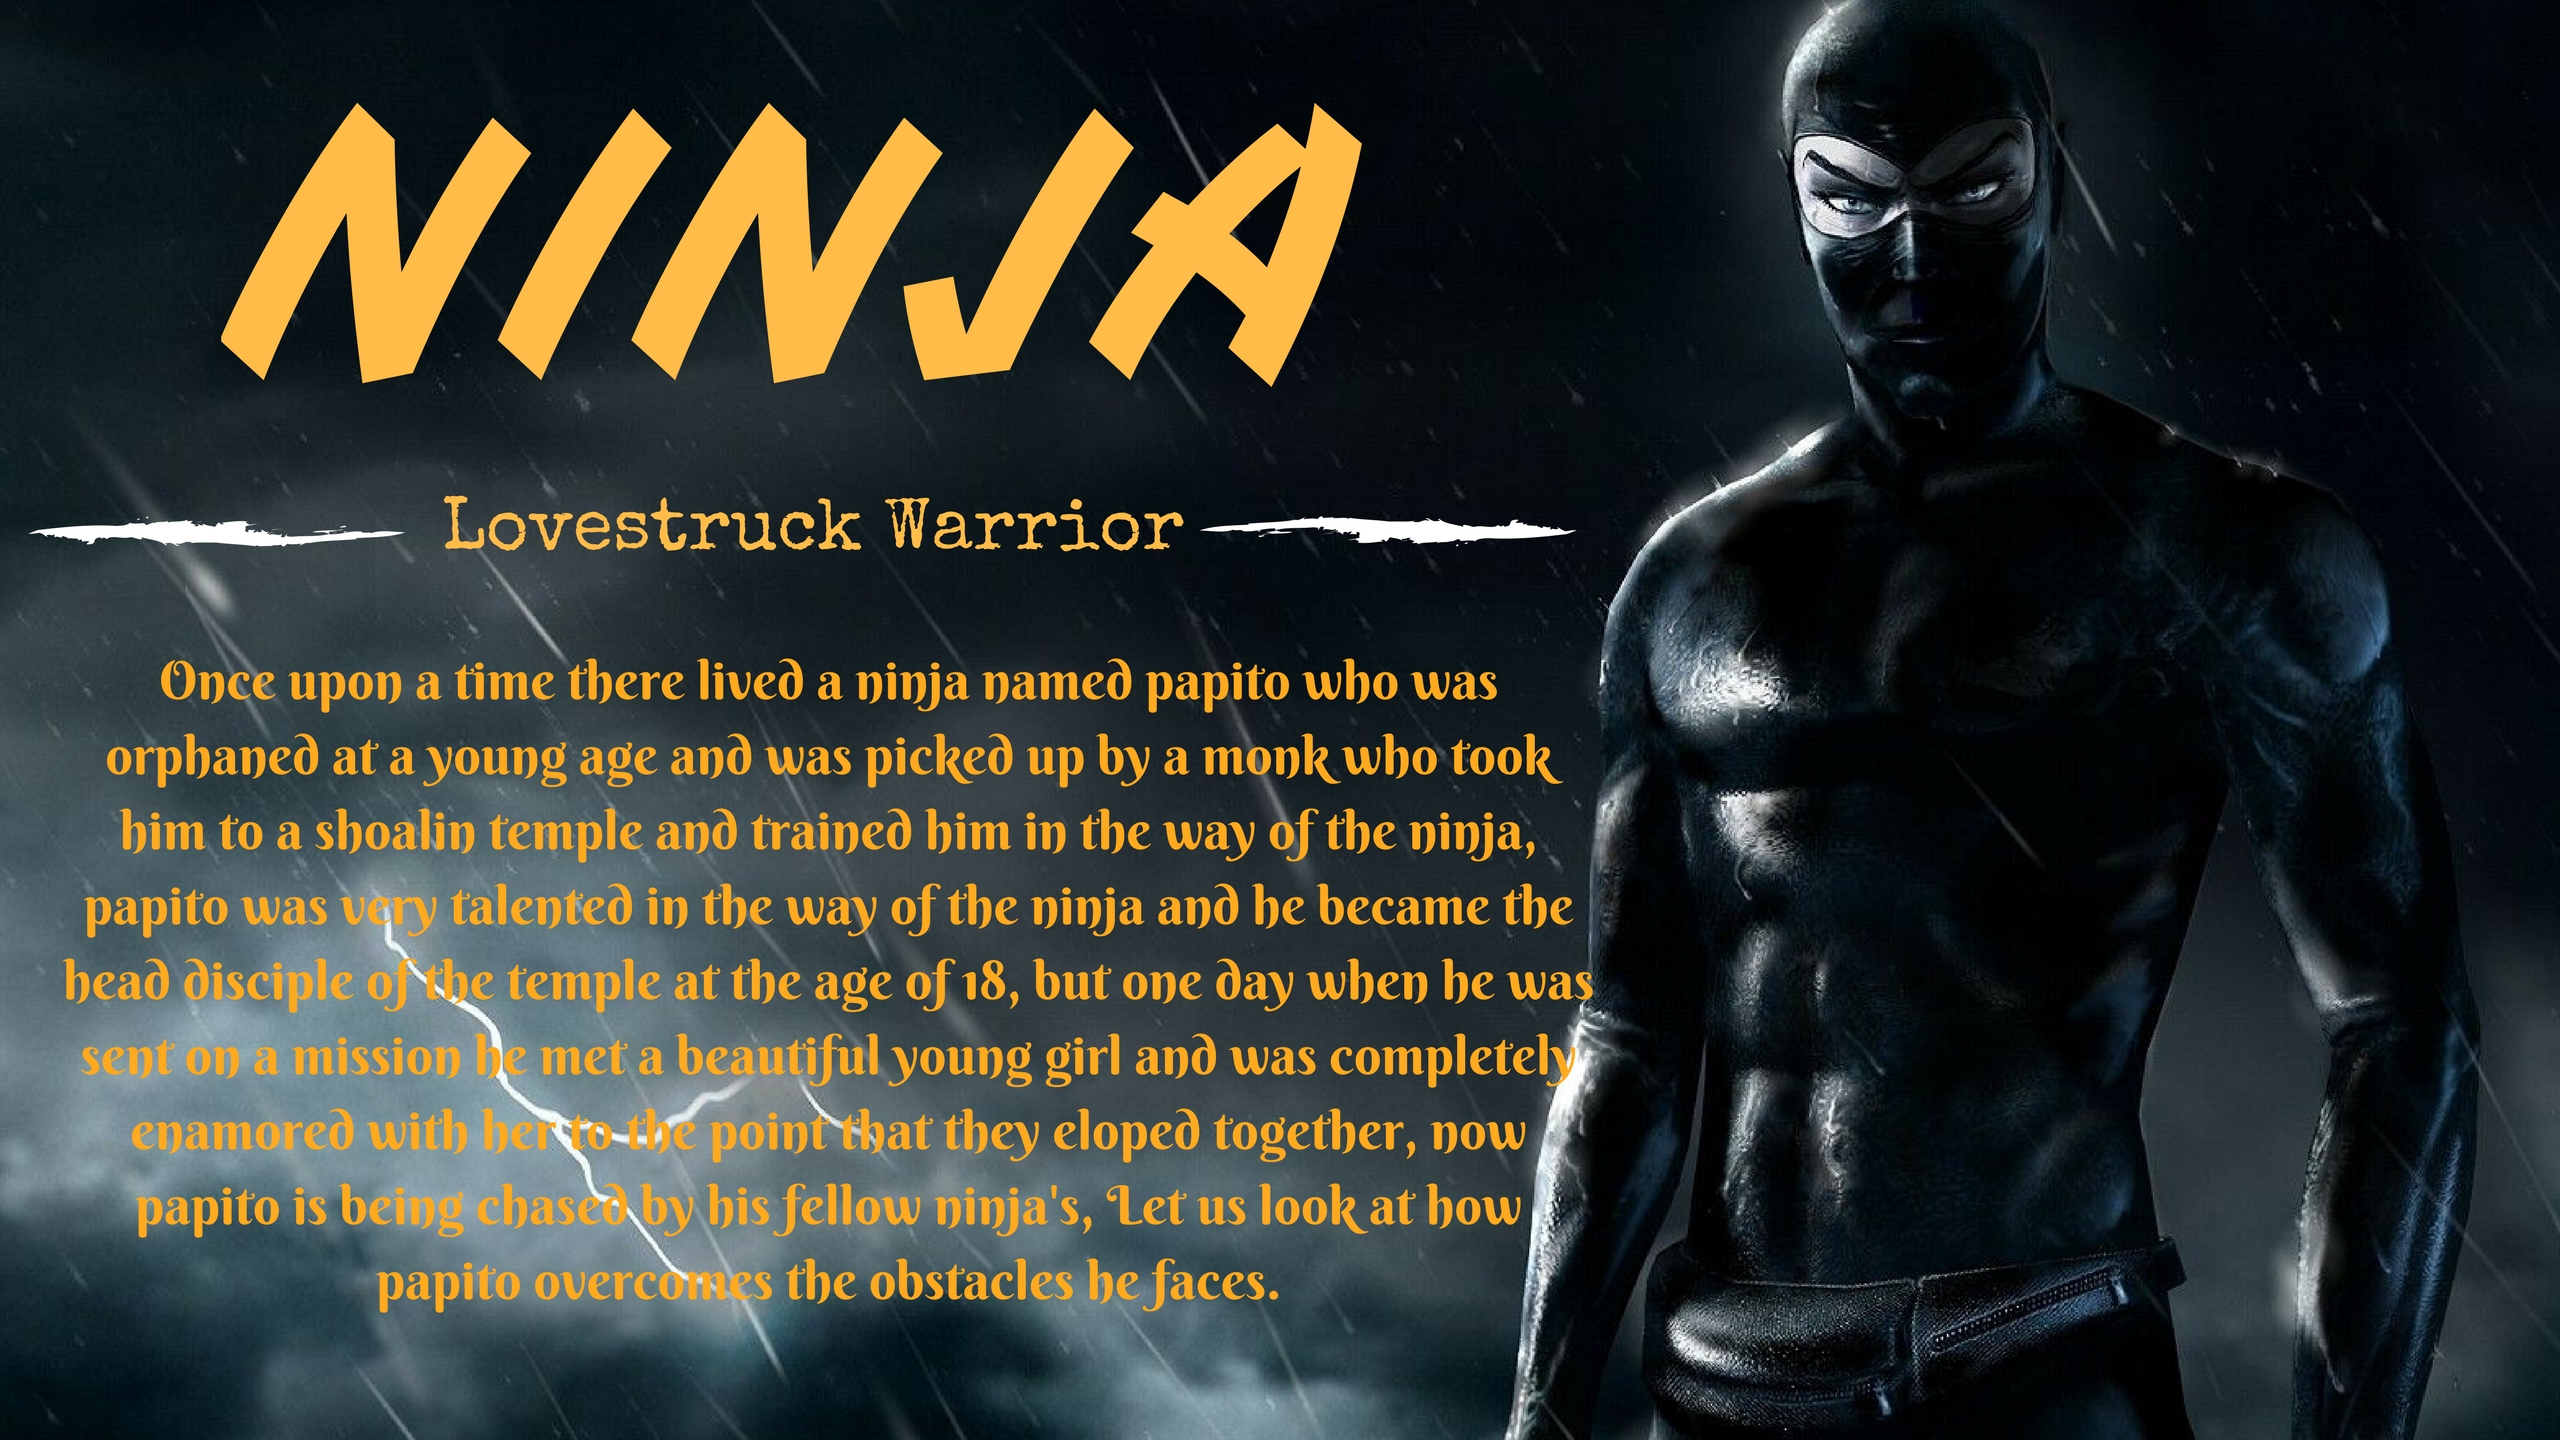 NINJA
Lovestruck Warrior
Once upon a time there lived a ninja named papito who was
orphaned at a young age and was picked up by a monk who took
him to a shoalin temple and trained him in the way of the ninja,
papito was very talented in the way of the ninja and he became the
head disciple of the temple at the age of 18, but one day when he was
sent on a mission he met a beautiful young girl and was completely
enamored with her to the point that they eloped together, now
papito is being chased by his fellow ninja's, Let us look at how
papito overcomes the obstacles he faces.